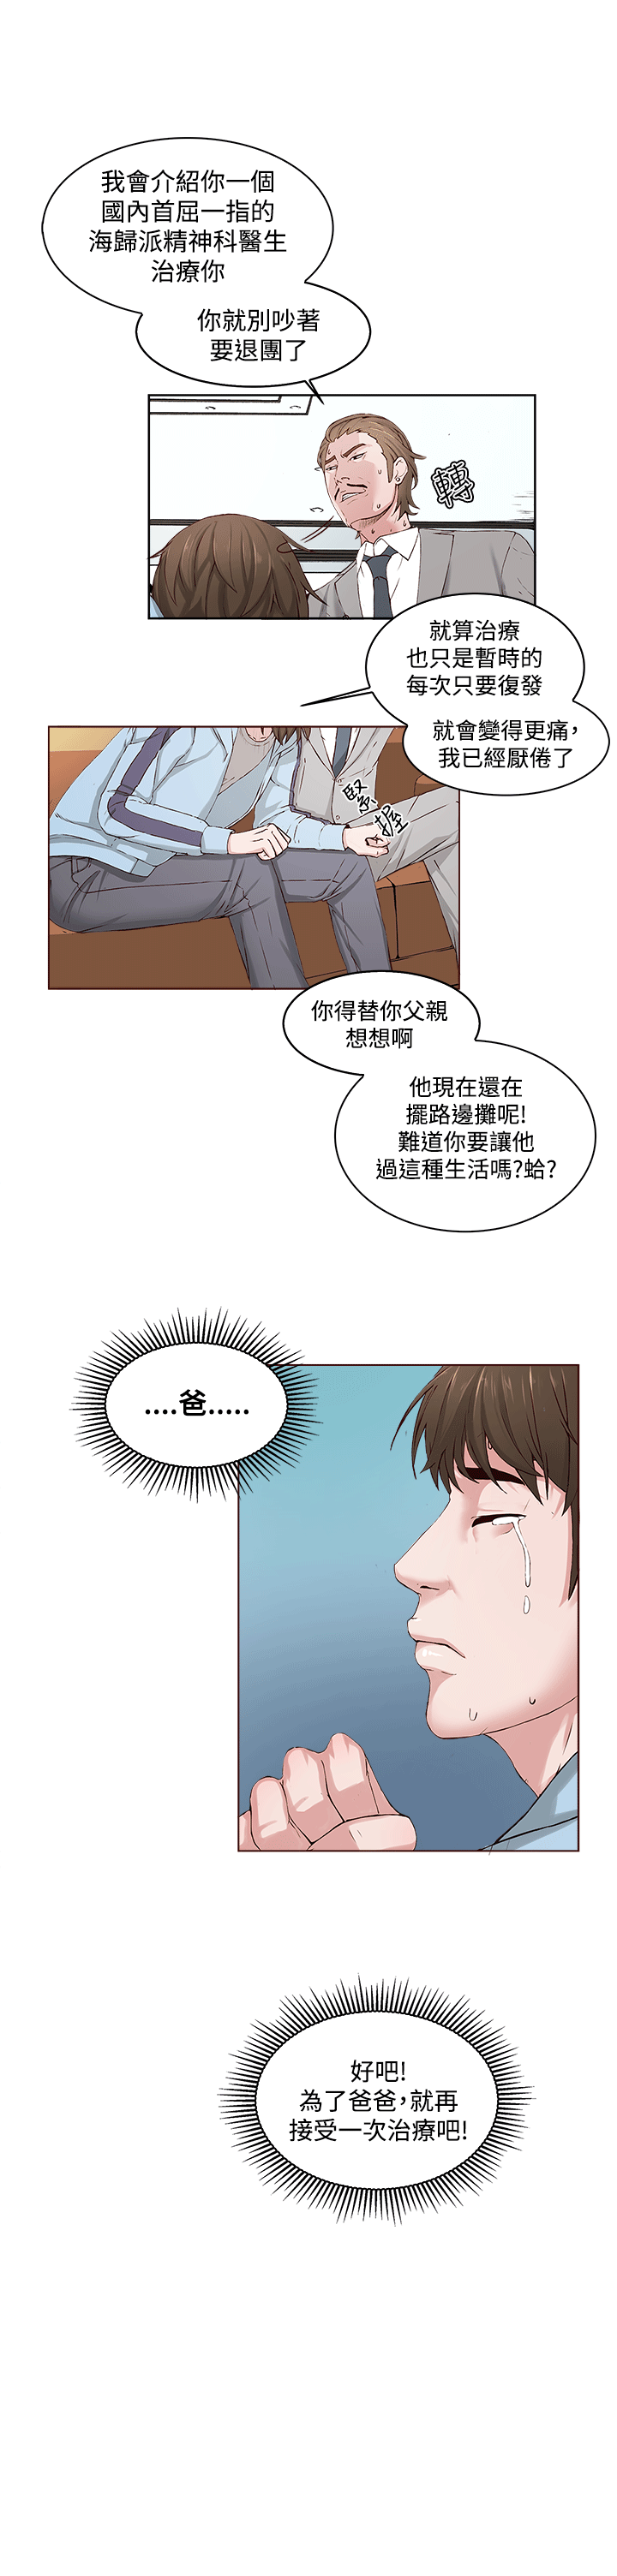 我會介紹你一個
國內首屈一指的
海歸派精神科醫生
治療你
你就別吵著
要退團了
轉
就算治療
也只是暫時的
每次只要復發
就會變得更痛,
我已經厭倦了
緊
握
你得替你父親
想想啊
他現在還在
擺路邊攤呢!
難道你要讓他
過這種生活嗎?蛤?
....爸.....
好吧!
為了爸爸,就再
接受一次治療吧!